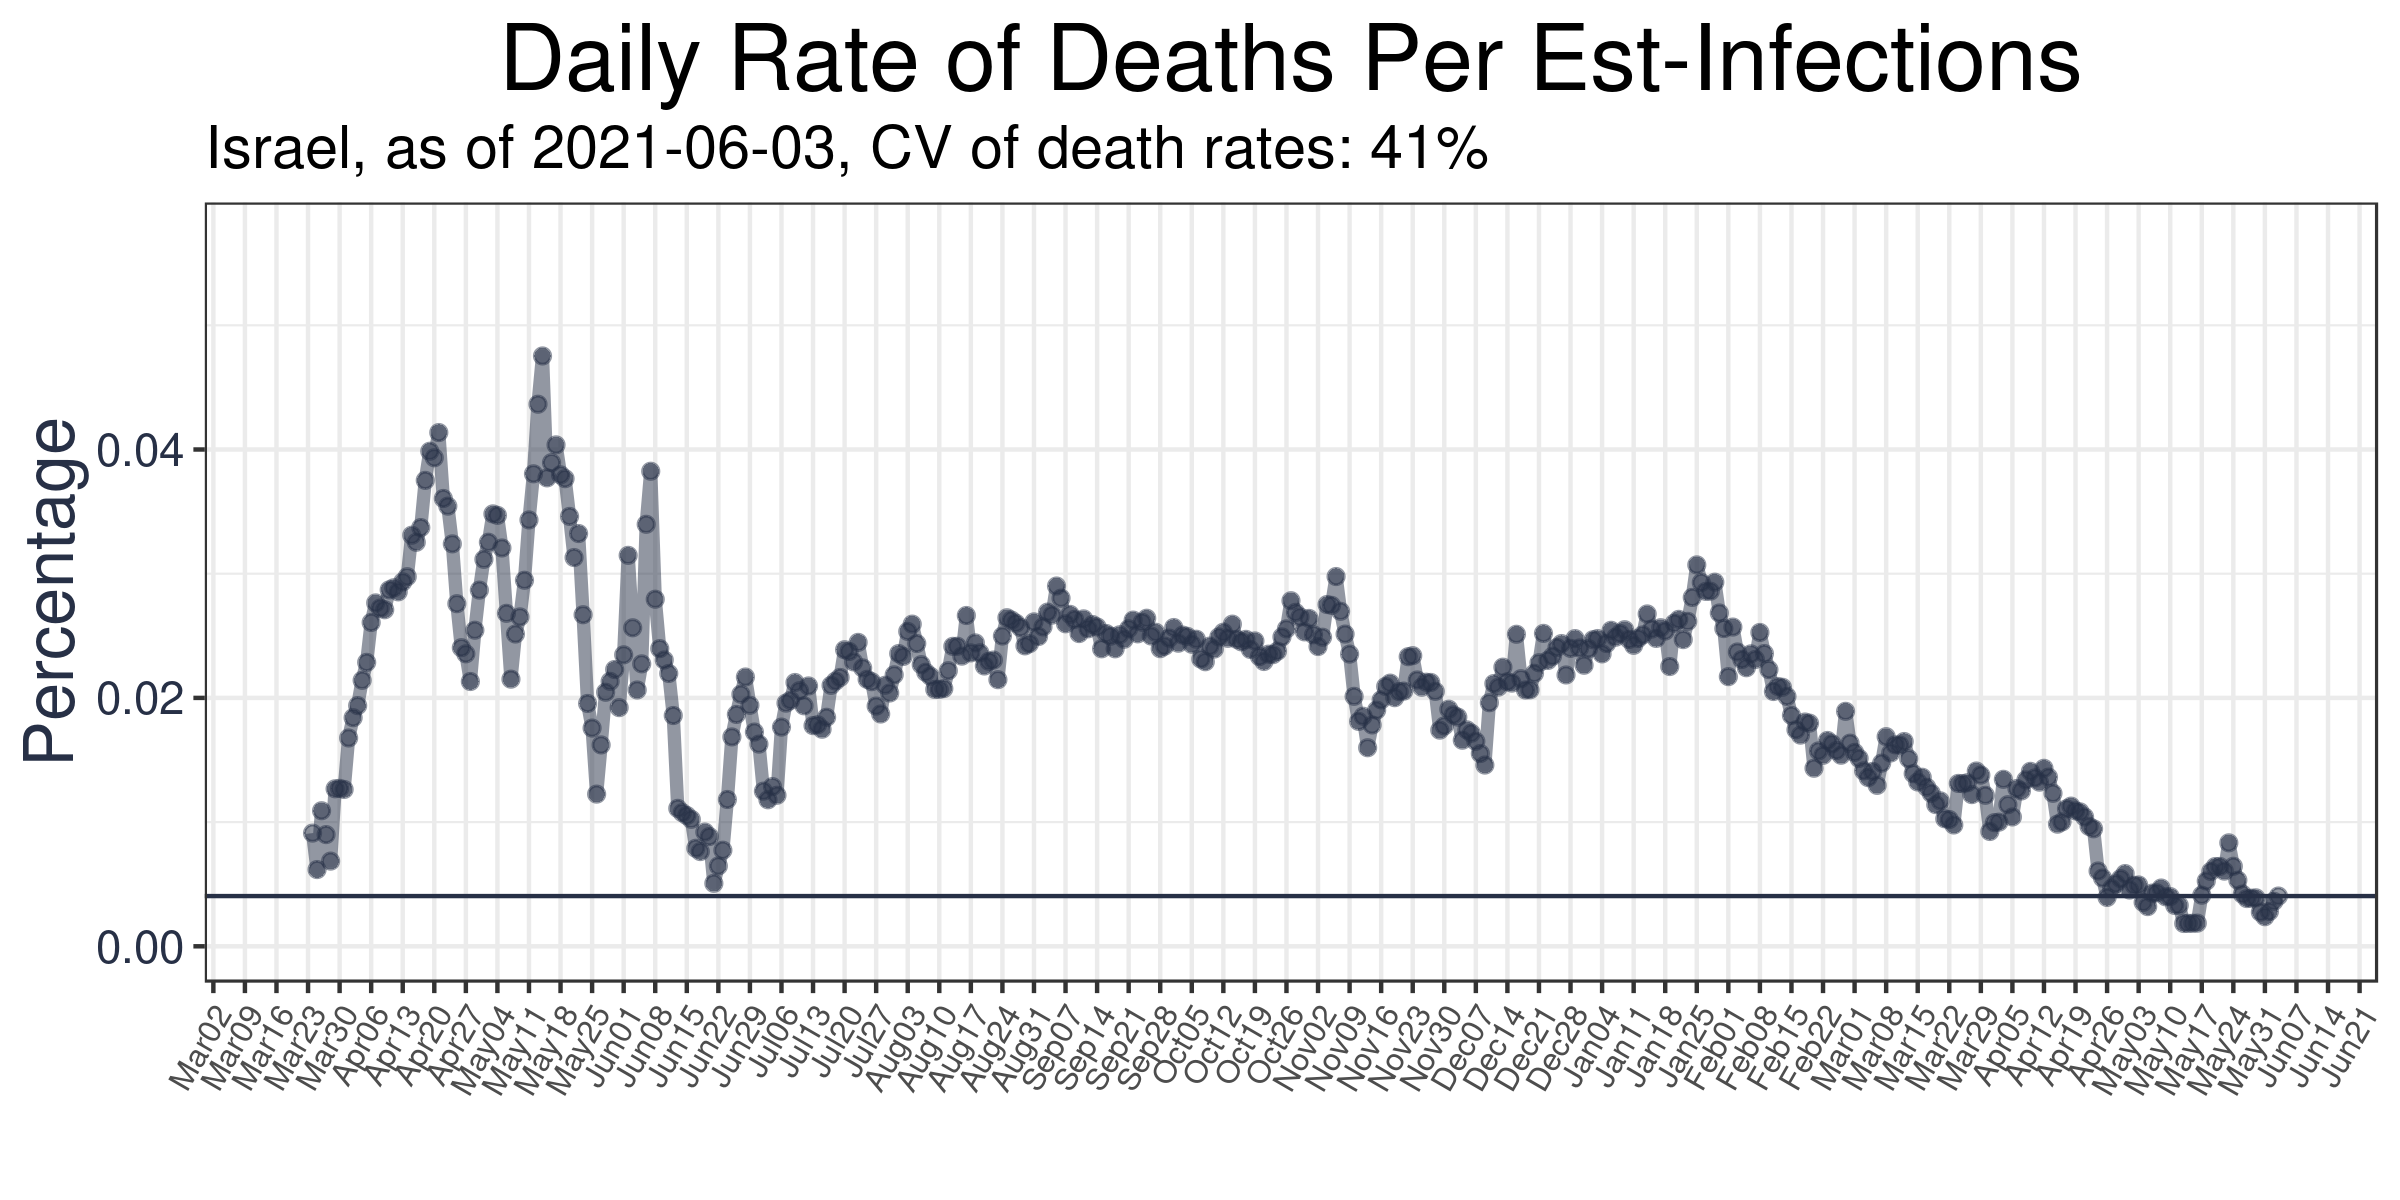 Daily Rate of Deaths Per Est-Infections
Israel, as of 2021-06-03, CV of death rates: 41%
Percentage
0.04
0.02
0.00
Mar02
Mar09
Mar16
Mar23
Mar30
Apr06
Apr13
Apr20
Apr27
May04
May11
May18
May25
Jun01
Jun08
Jun15
Jun22
Jun29
Jul06
Jul13
Jul20
Jul27
Aug03
Aug10
Aug17
Aug24
Aug31
Sep07
Sep14
Sep21
Sep28
Oct05
Oct12
Oct19
Oct26
Nov02
Nov09
Nov16
Nov23
Nov30
Dec07
Dec14
Dec21
Dec28
Jan04
Jan11
Jan18
Jan25
Feb01
Feb08
Feb15
Feb22
Mar01
Mar08
Mar15
Mar22
Mar29
Apr05
Apr12
Apr19
Apr26
May03
May10
May17
May24
May31
Jun07
Jun14
Jun21